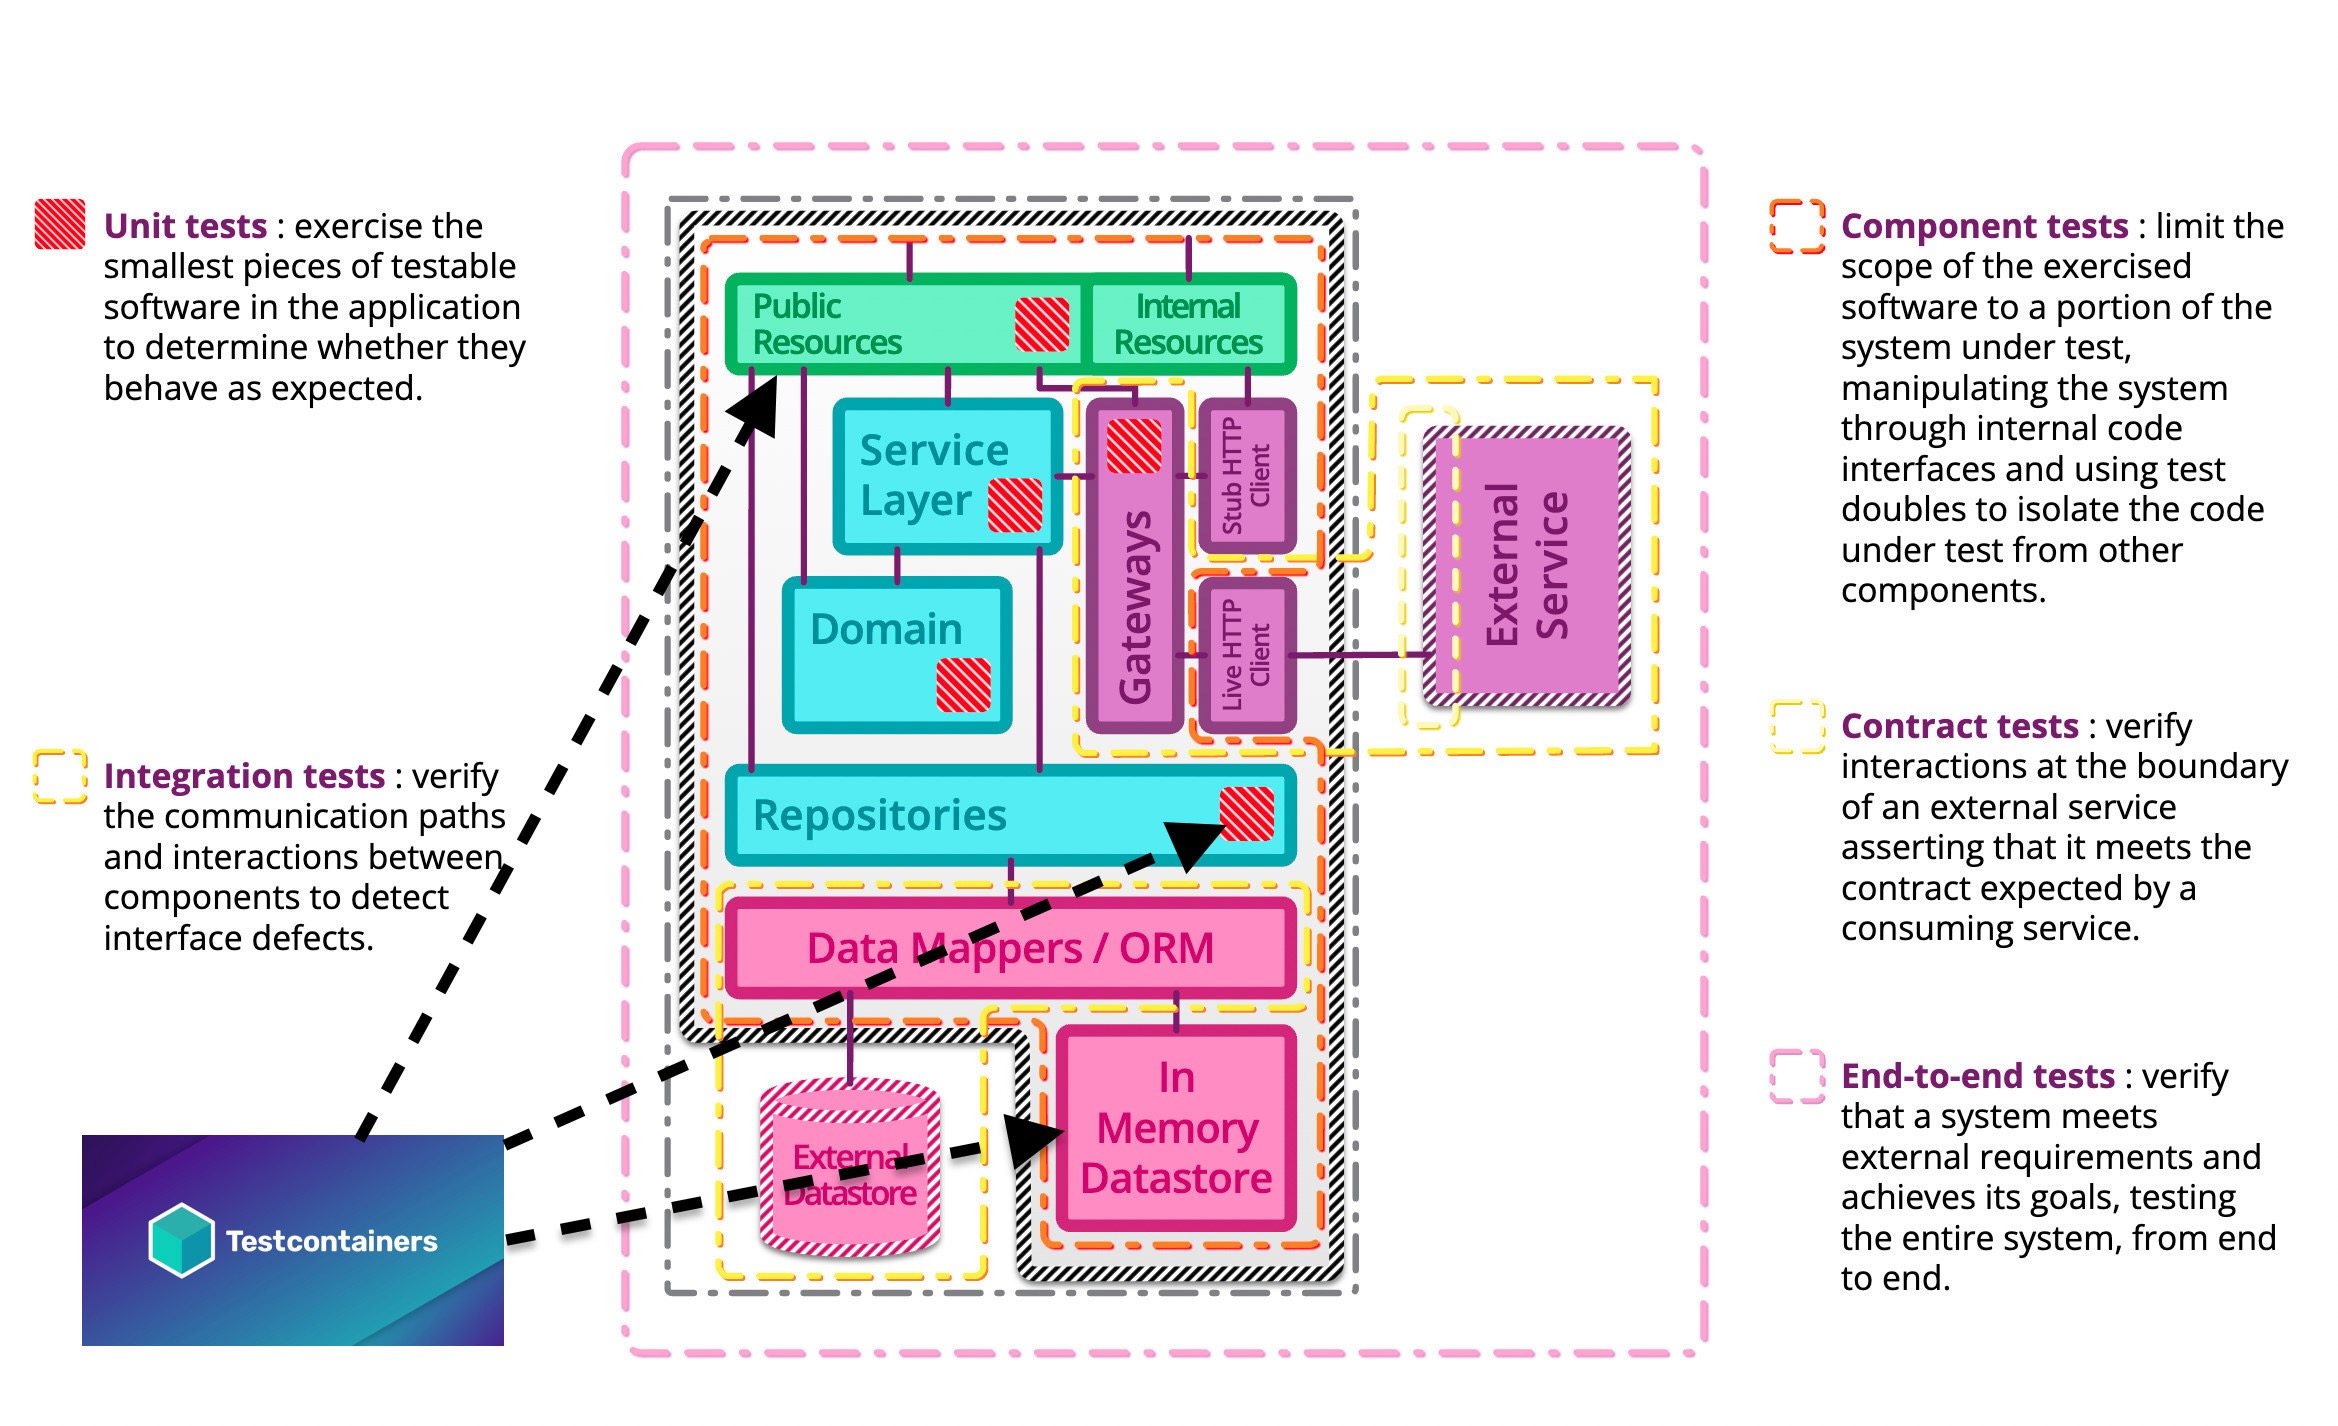 Unit tests : exercise the
smallest pieces of testable
software in the application
to determine whether they
behave as expected.
Integration tests : verify
the communication paths
and interactions between
components to detect
interface defects.
Testcontainers
Public
Resources
Internal
Resources
Service
Layer
Gateways
Stub HTTP
Client
Domain
Live HTTP
Client
External
Service
Repositories
Data Mappers / ORM
External
Datastore
In
Memory
Datastore
Component tests : limit the
scope of the exercised
software to a portion of the
system under test,
manipulating the system
through internal code
interfaces and using test
doubles to isolate the code
under test from other
components.
Contract tests : verify
interactions at the boundary
of an external service
asserting that it meets the
contract expected by a
consuming service.
End-to-end tests : verify
that a system meets
external requirements and
achieves its goals, testing
the entire system, from end
to end.